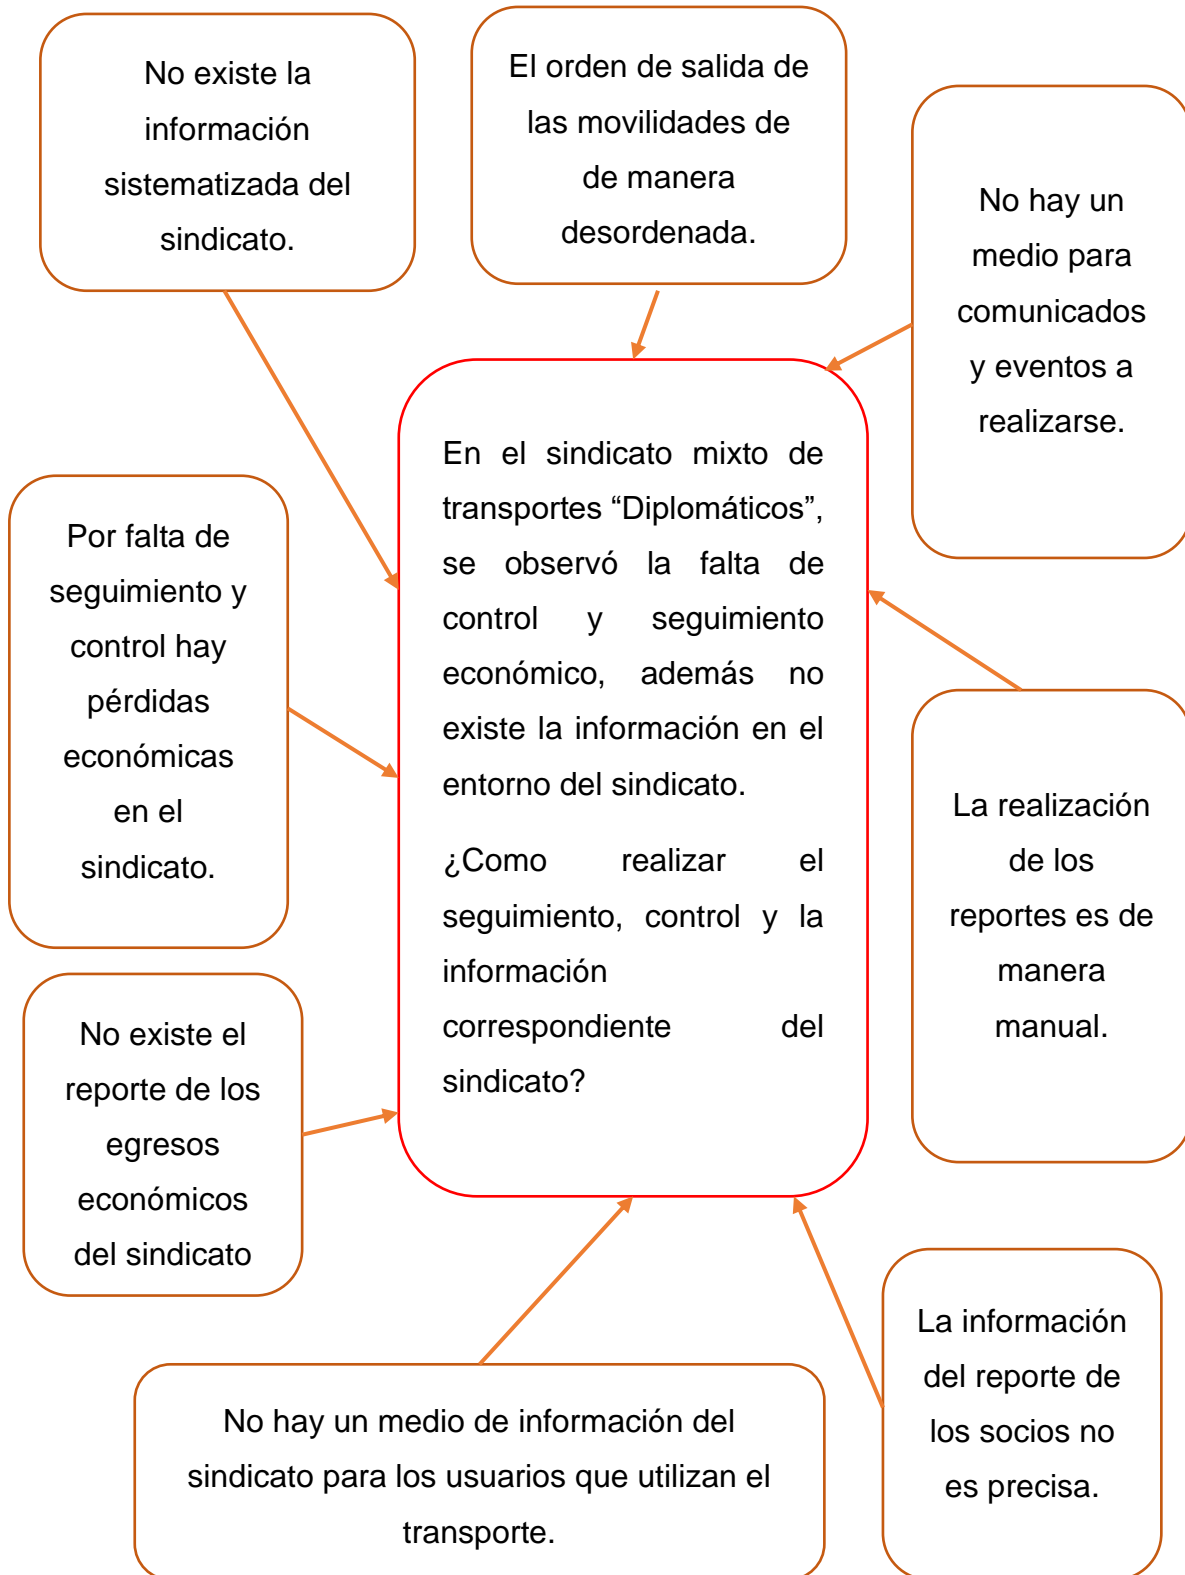 No existe la
información
sistematizada del
sindicato.
El orden de salida de
las movilidades de
de manera
desordenada.
No hay un
medio para
comunicados
y eventos a
realizarse.
En el sindicato mixto de
transportes “Diplomáticos”,
se observó la falta de
control y seguimiento
económico, además no
existe la información en el
entorno del sindicato.
¿Como realizar el
seguimiento, control y la
información
correspondiente del
sindicato?
Por falta de
seguimiento y
control hay
pérdidas
económicas
en el
sindicato.
La realización
de los
reportes es de
manera
manual.
No existe el
reporte de los
egresos
económicos
del sindicato
La información
del reporte de
los socios no
es precisa.
No hay un medio de información del
sindicato para los usuarios que utilizan el
transporte.